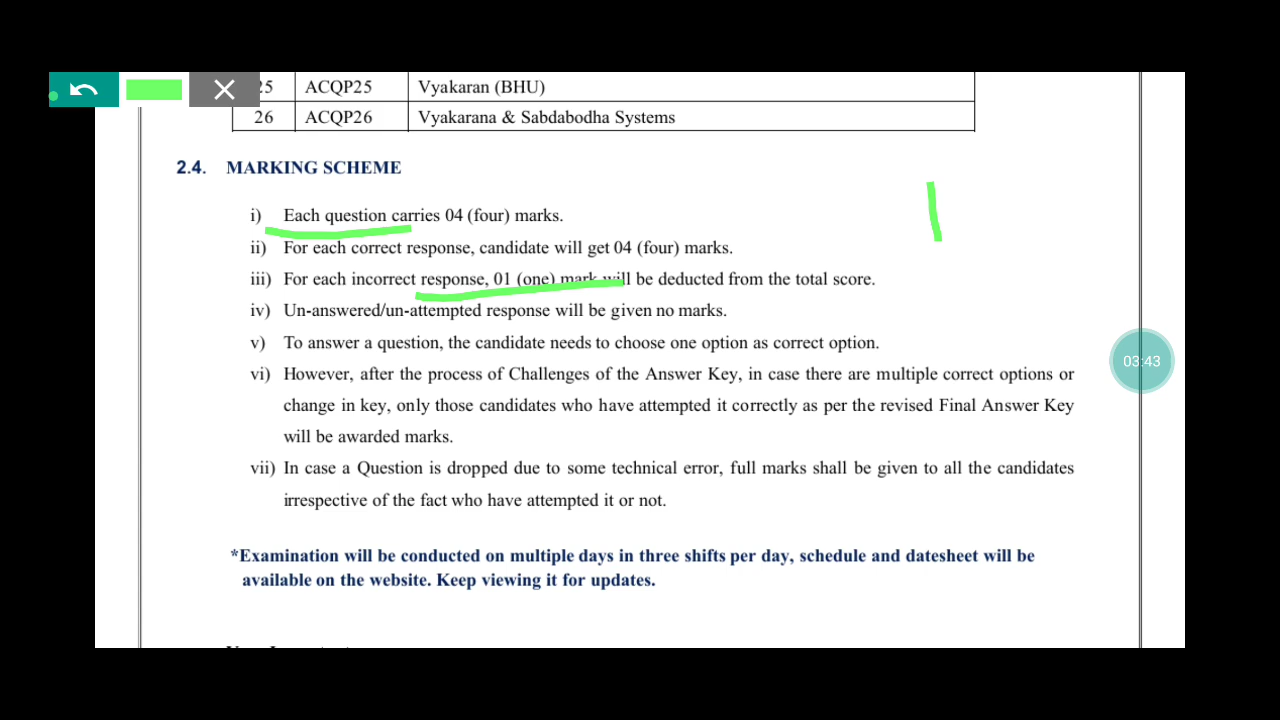 25 ACQP25 Vyakaran (BHU)
26 ACQP26 Vyakarana & Sabdabodha Systems
2.4. MARKING SCHEME
i) Each question carries 04 (four) marks.
ii) For each correct response, candidate will get 04 (four) marks.
iii) For each incorrect response, 01 (one) mark will be deducted from the total score.
iv) Un-answered/un-attempted response will be given no marks.
v) To answer a question, the candidate needs to choose one option as correct option.
03:43
vi) However, after the process of Challenges of the Answer Key, in case there are multiple correct options or
change in key, only those candidates who have attempted it correctly as per the revised Final Answer Key
will be awarded marks.
vii) In case a Question is dropped due to some technical error, full marks shall be given to all the candidates
irrespective of the fact who have attempted it or not.
*Examination will be conducted on multiple days in three shifts per day, schedule and datesheet will be
available on the website. Keep viewing it for updates.